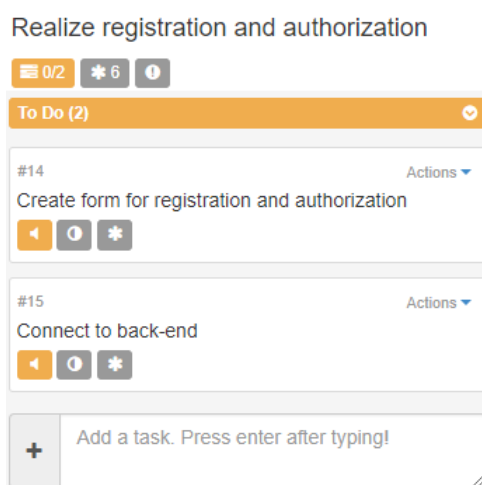 Realize registration and authorization
0/2 6
To Do (2)
#14 Actions
Create form for registration and authorization
#15 Actions
Connect to back-end
+ Add a task. Press enter after typing!